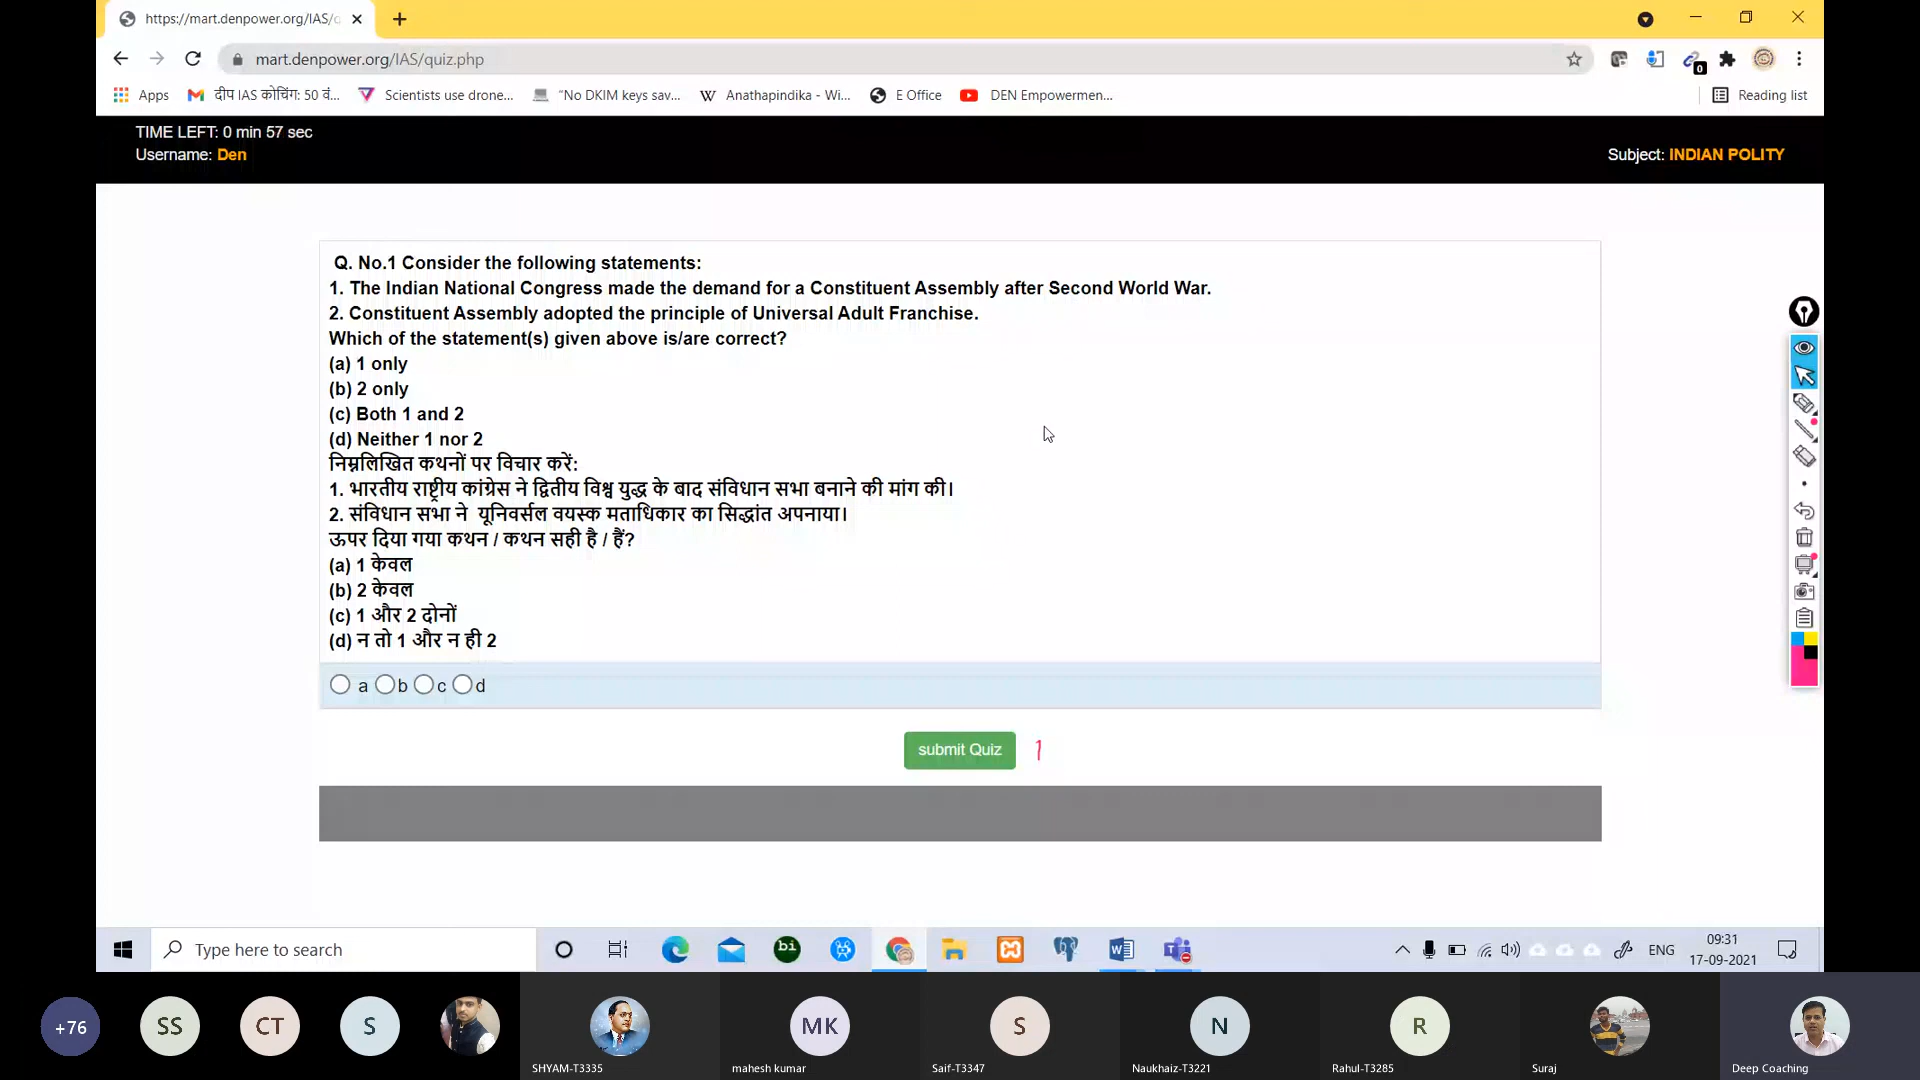 https://mart.denpower.org/IAS/q
mart.denpower.org/IAS/quiz.php
Apps
दीप IAS कोचिंग: 50 वं...
Scientists use drone...
"No DKIM keys sav...
W Anathapindika - Wi...
E Office
DEN Empowermen...
Reading list
TIME LEFT: 0 min 57 sec
Username: Den
Subject: INDIAN POLITY
Q. No.1 Consider the following statements:
1. The Indian National Congress made the demand for a Constituent Assembly after Second World War.
2. Constituent Assembly adopted the principle of Universal Adult Franchise.
Which of the statement(s) given above is/are correct?
(a) 1 only
(b) 2 only
(c) Both 1 and 2
(d) Neither 1 nor 2
निम्नलिखित कथनों पर विचार करें:
1. भारतीय राष्ट्रीय कांग्रेस ने द्वितीय विश्व युद्ध के बाद संविधान सभा बनाने की मांग की।
2. संविधान सभा ने यूनिवर्सल वयस्क मताधिकार का सिद्धांत अपनाया।
ऊपर दिया गया कथन / कथन सही है / हैं?
(a) 1 केवल
(b) 2 केवल
(c) 1 और 2 दोनों
(d) न तो 1 और न ही 2
a b c d
submit Quiz 1
Type here to search
bi
ENG
09:31
17-09-2021
+76
SS
CT
S
SHYAM-T3335
MK
mahesh kumar
S
Saif-T3347
N
Naukhaiz-T3221
R
Rahul-T3285
Suraj
Deep Coaching